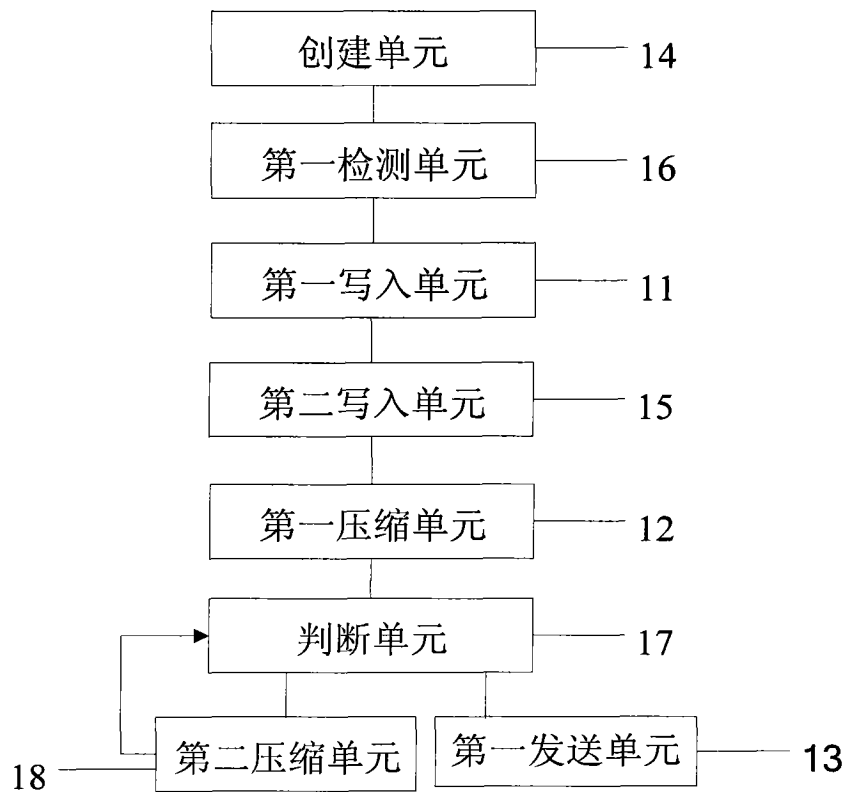 创建单元 14
第一检测单元 16
第一写入单元 11
第二写入单元 15
第一压缩单元 12
判断单元 17
18 第二压缩单元 第一发送单元 13